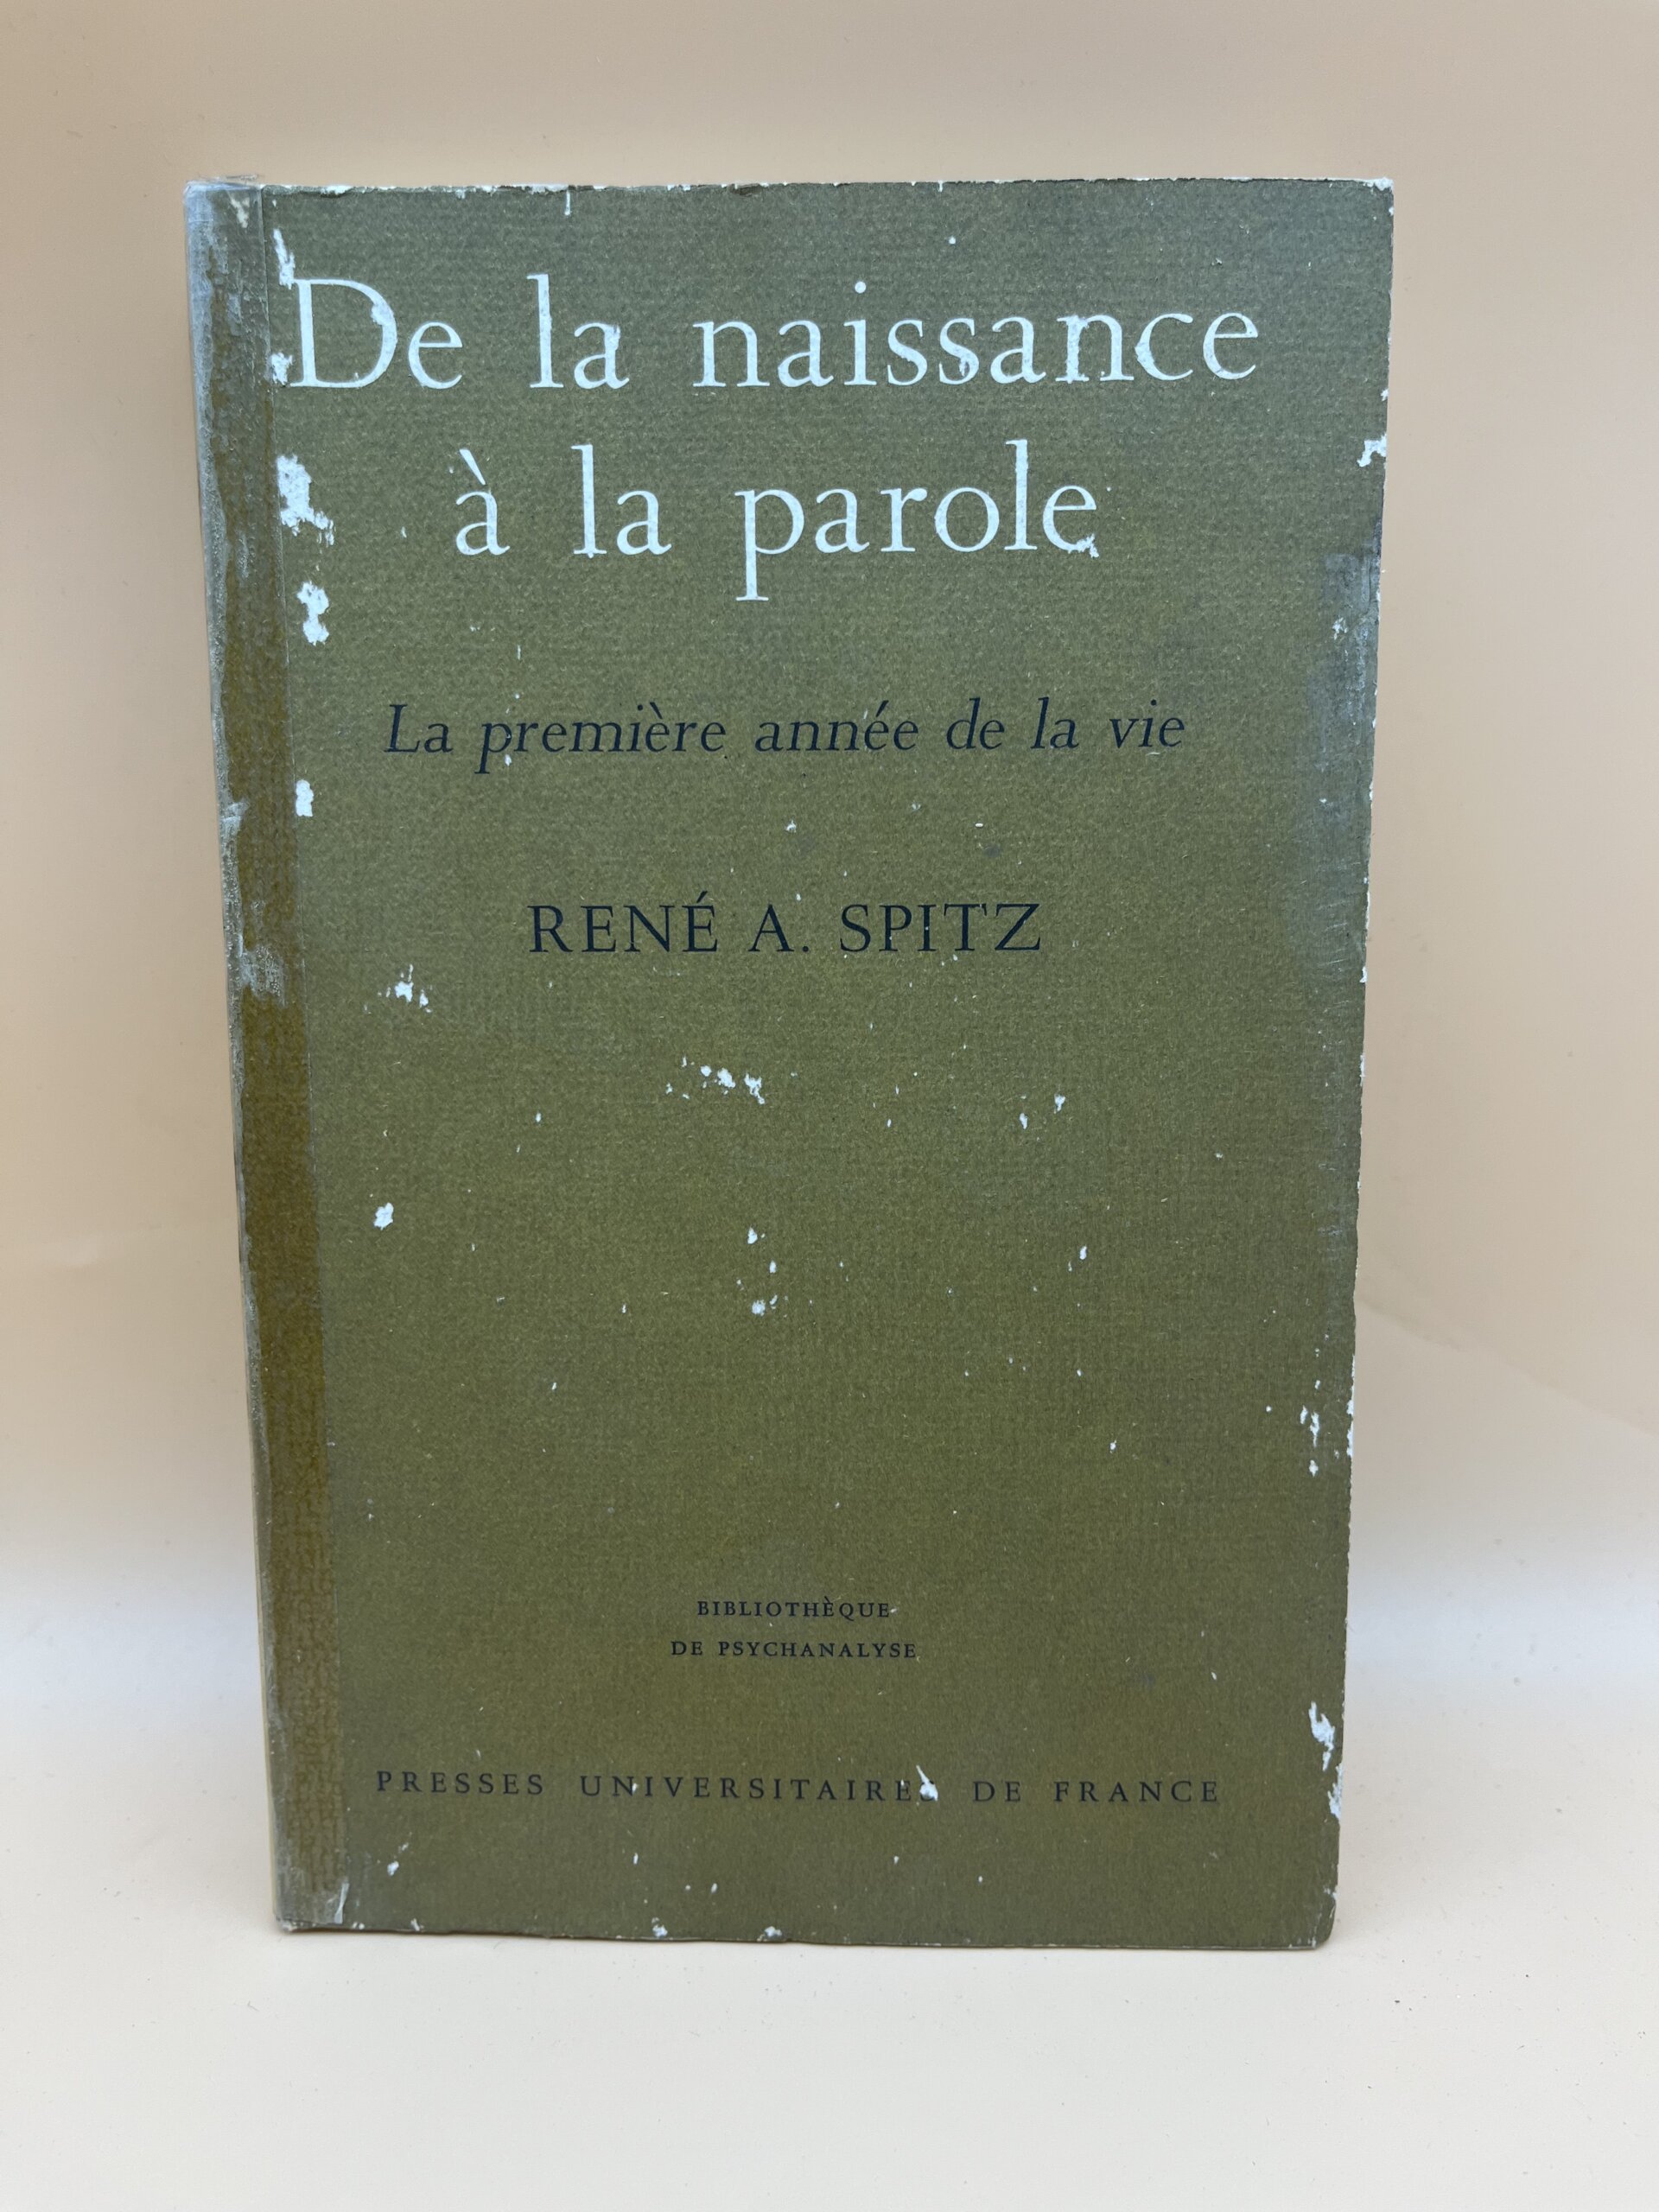 De la naissance
à la parole
La première année de la vie
RENÉ A. SPITZ
BIBLIOTHÈQUE
DE PSYCHANALYSE
PRESSES UNIVERSITAIRES DE FRANCE